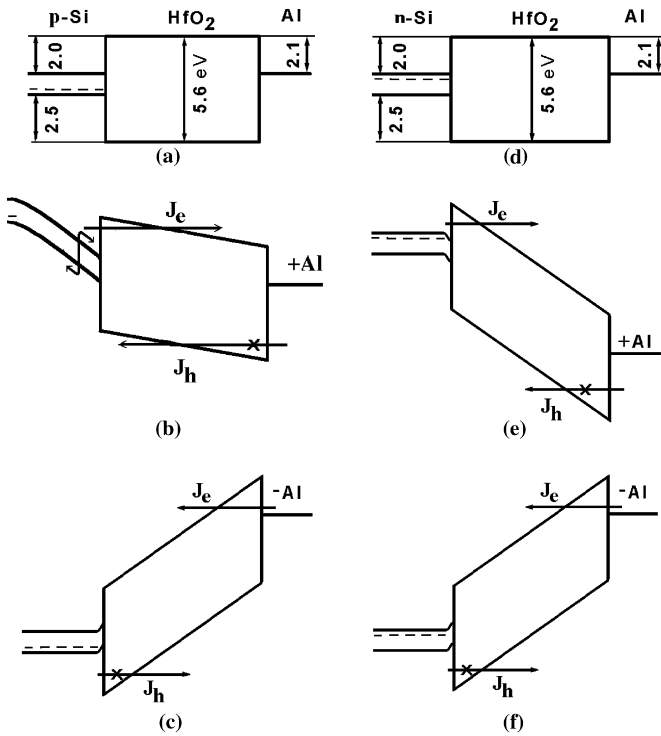 p-Si HfO2 Al
2.0
2.5
5.6 eV
2.1
(a)
n-Si HfO2 Al
2.0
2.5
5.6 eV
2.1
(d)
Je
+Al
Jh
(b)
Je
+Al
Jh
(e)
Je
-Al
Jh
(c)
Je
-Al
Jh
(f)